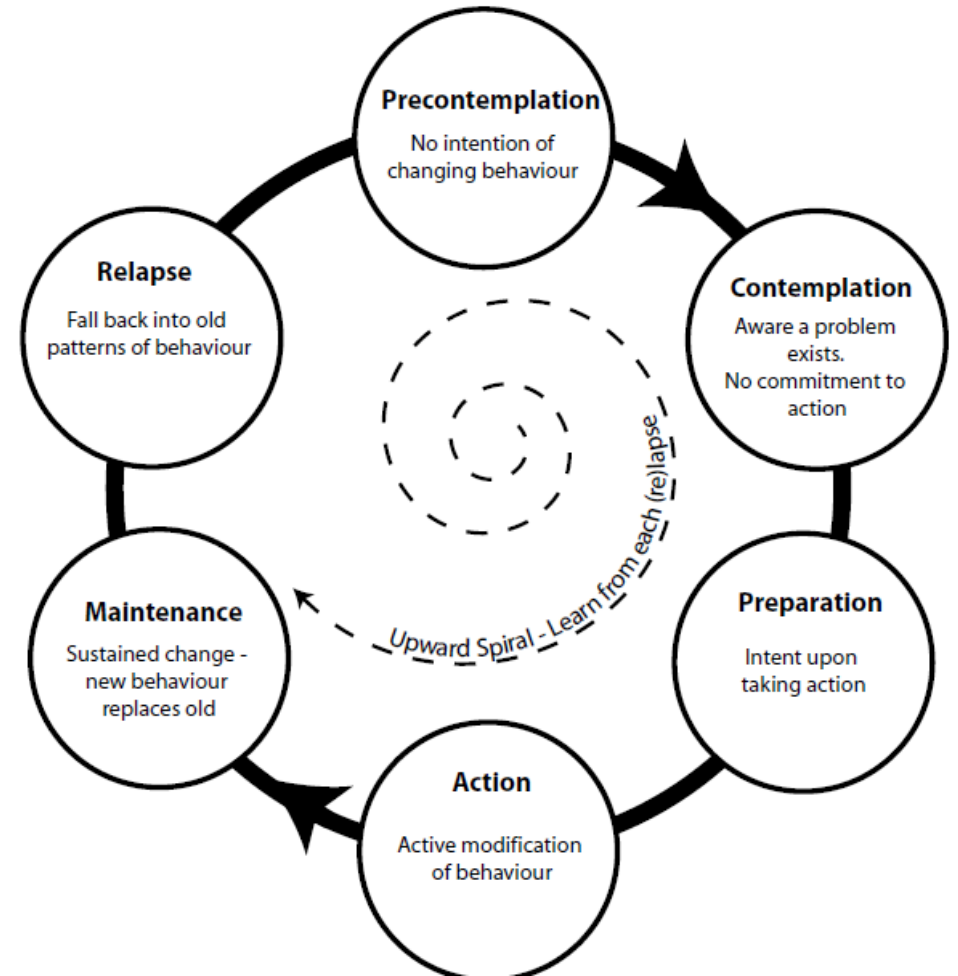 Precontemplation
No intention of
changing behaviour
Contemplation
Aware a problem
exists.
No commitment to
action
Preparation
Intent upon
taking action
Action
Active modification
of behaviour
Maintenance
Sustained change -
new behaviour
replaces old
Relapse
Fall back into old
patterns of behaviour
Upward Spiral - Learn from each (re)lapse